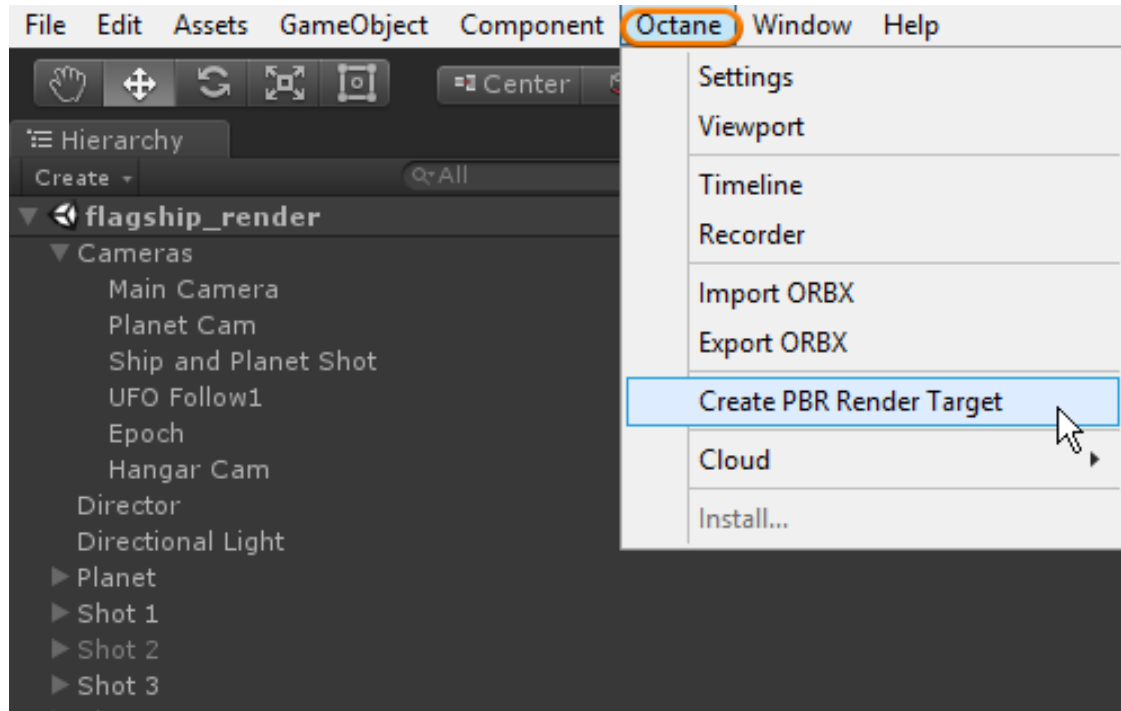 File Edit Assets GameObject Component Octane Window Help
Center
Hierarchy
Create All
flagship_render
Cameras
Main Camera
Planet Cam
Ship and Planet Shot
UFO Follow1
Epoch
Hangar Cam
Director
Directional Light
Planet
Shot 1
Shot 2
Shot 3
Settings
Viewport
Timeline
Recorder
Import ORBX
Export ORBX
Create PBR Render Target
Cloud
Install...